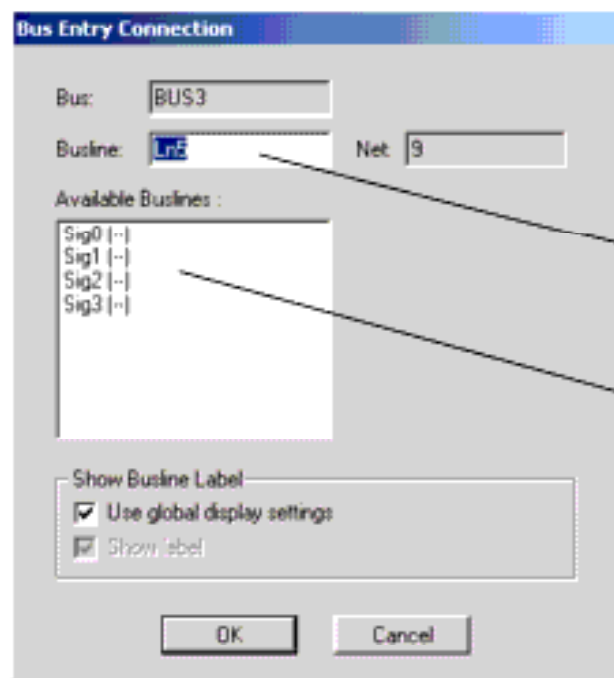 Bus Entry Connection
Bus: BUS3
Busline: Ln5 Net 9
Available Buslines :
Sig0 (--)
Sig1 (--)
Sig2 (--)
Sig3 (--)
Show Busline Label
Use global display settings
Show label
OK Cancel